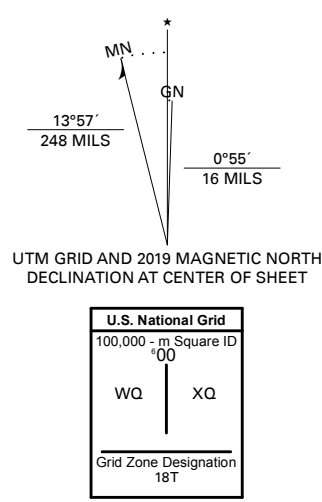 ★
MN
GN
13°57´
248 MILS
0°55´
16 MILS
UTM GRID AND 2019 MAGNETIC NORTH
DECLINATION AT CENTER OF SHEET
U.S. National Grid
100,000 - m Square ID
⁶00
WQ XQ
Grid Zone Designation
18T